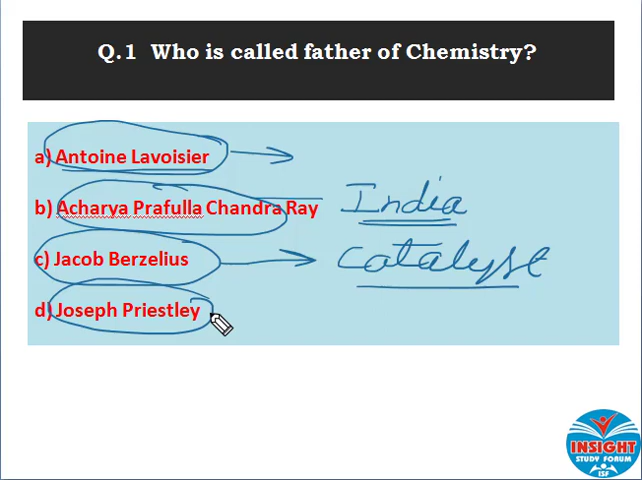 Q.1 Who is called father of Chemistry?
a) Antoine Lavoisier
b) Acharya Prafulla Chandra Ray India
c) Jacob Berzelius catalyse
d) Joseph Priestley
INSIGHT
STUDY FORUM
ISF